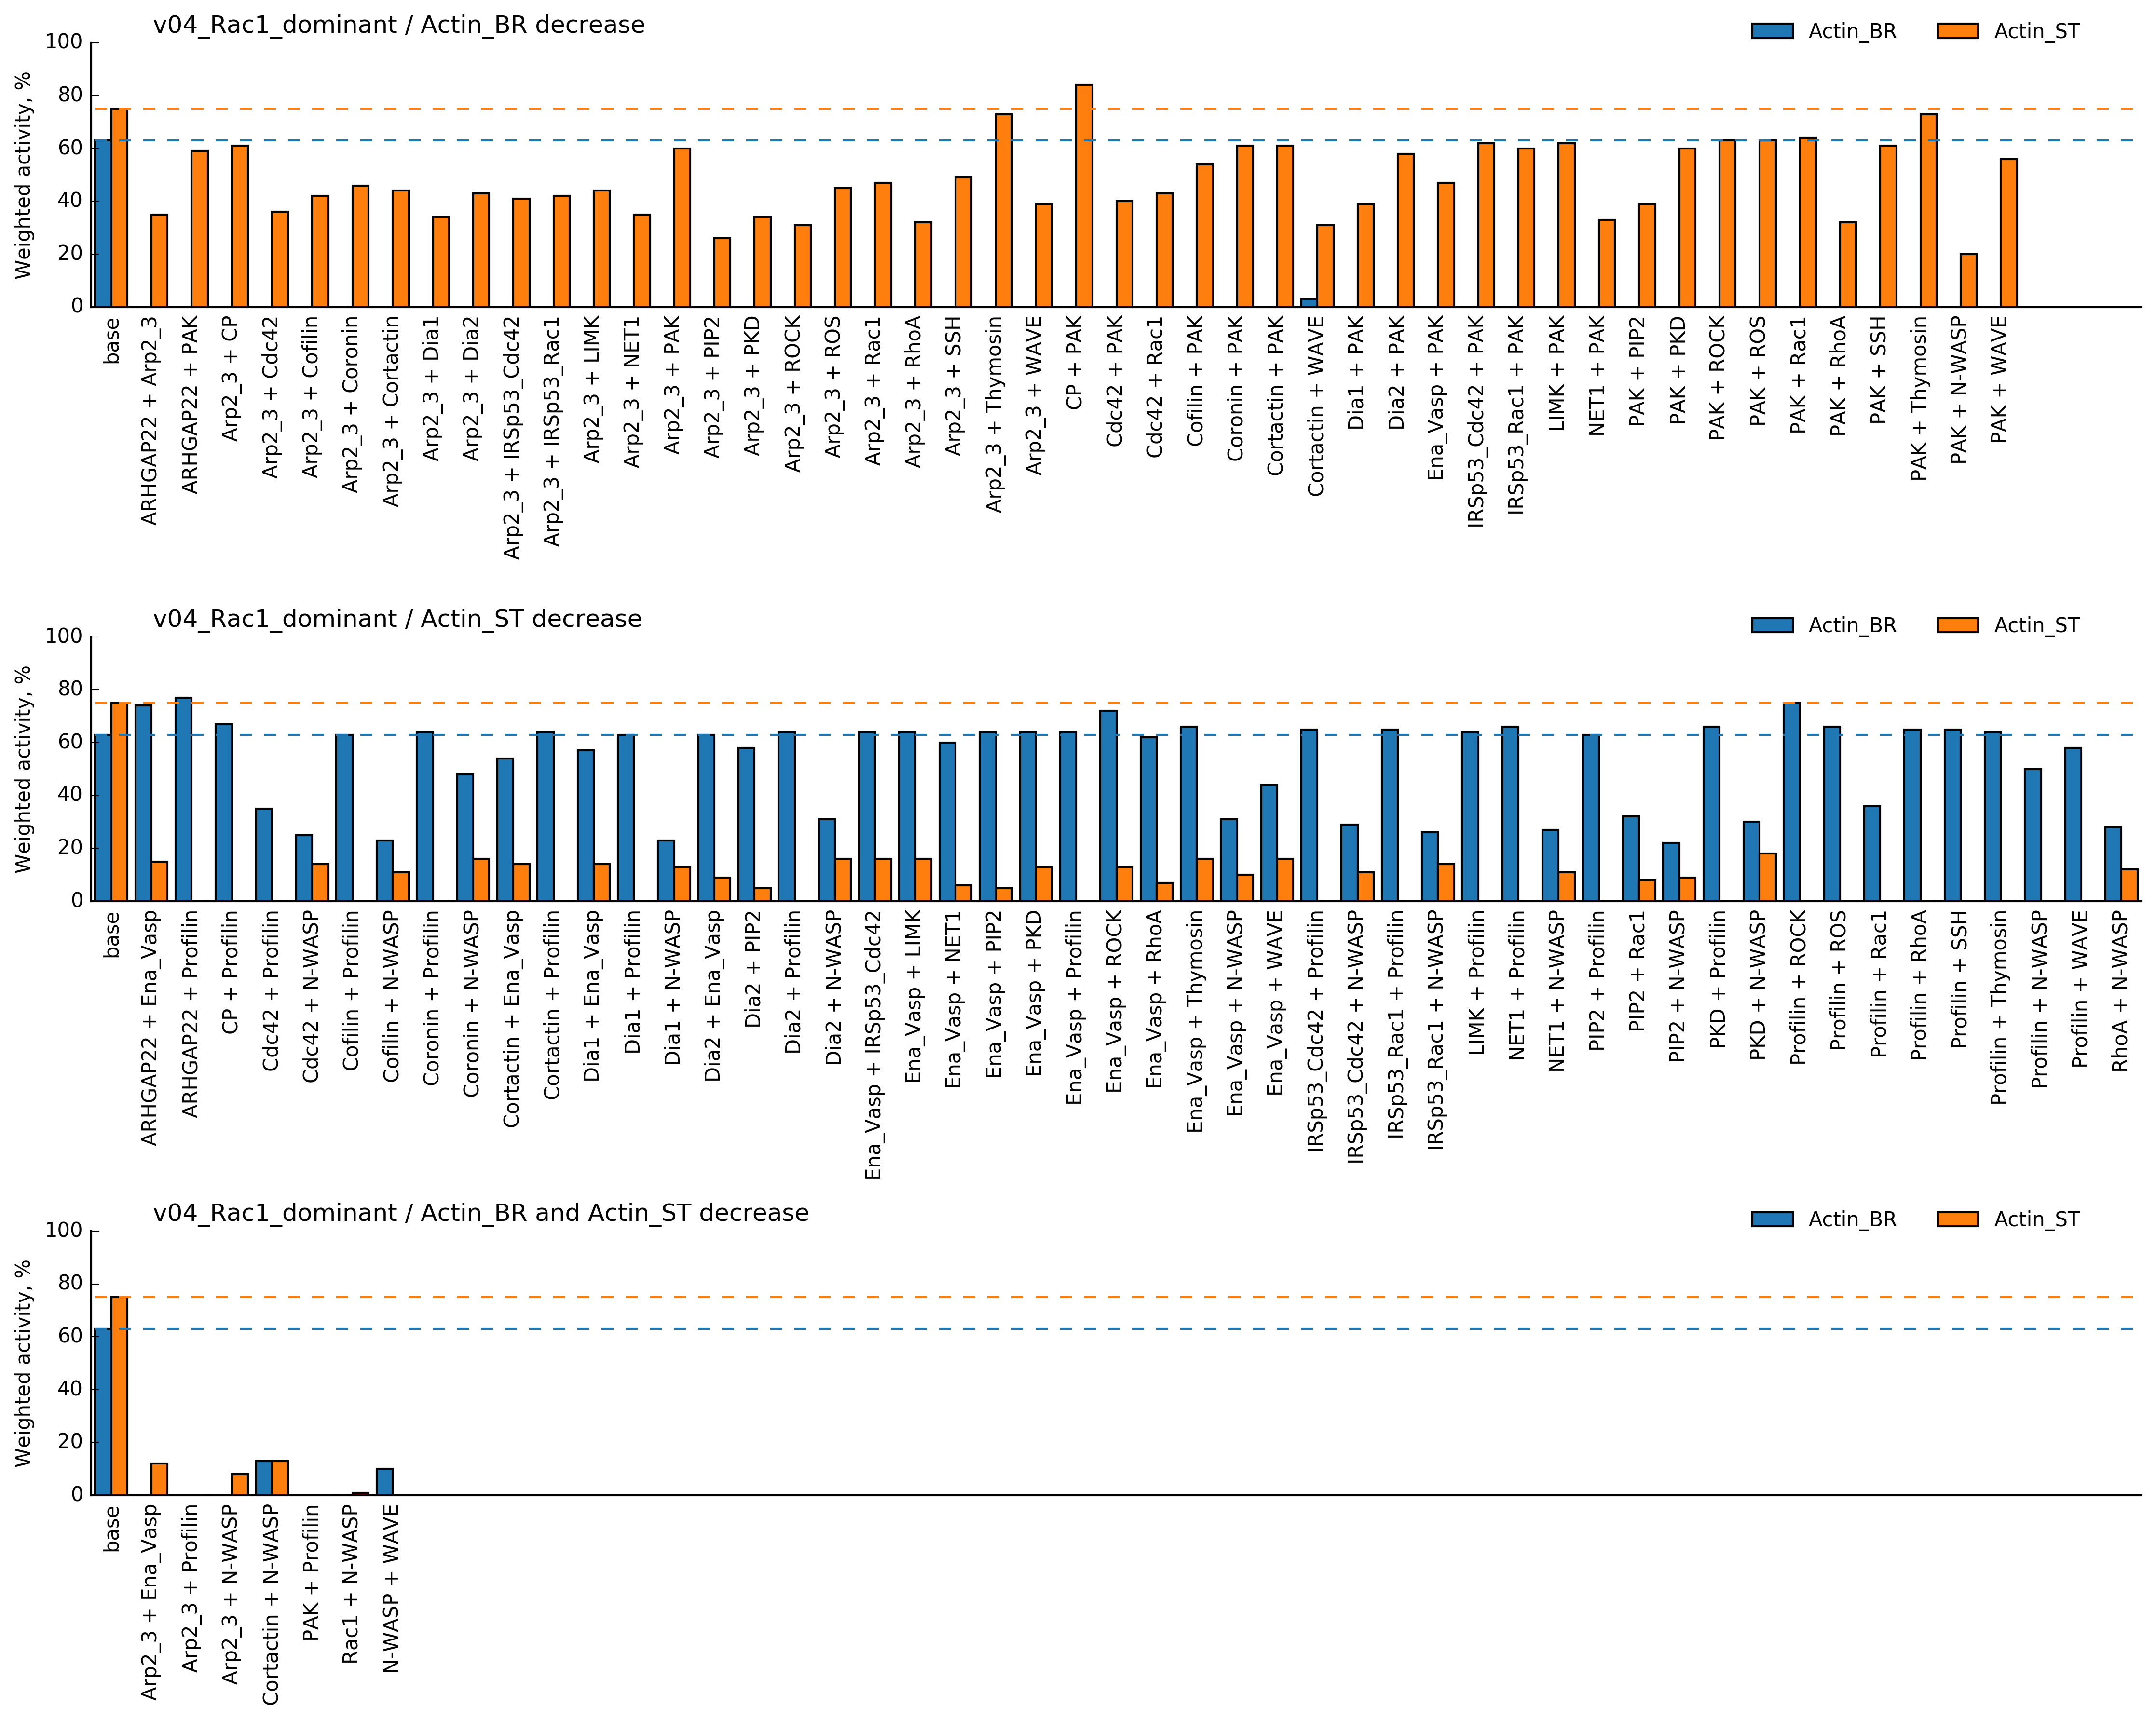 v04_Rac1_dominant / Actin_BR decrease
Actin_BR
Actin_ST
Weighted activity, %
100
80
60
40
20
0
base
ARHGAP22 + Arp2_3
ARHGAP22 + PAK
Arp2_3 + CP
Arp2_3 + Cdc42
Arp2_3 + Cofilin
Arp2_3 + Coronin
Arp2_3 + Cortactin
Arp2_3 + Dia1
Arp2_3 + Dia2
Arp2_3 + IRSp53_Cdc42
Arp2_3 + IRSp53_Rac1
Arp2_3 + LIMK
Arp2_3 + NET1
Arp2_3 + PAK
Arp2_3 + PIP2
Arp2_3 + PKD
Arp2_3 + ROCK
Arp2_3 + ROS
Arp2_3 + Rac1
Arp2_3 + RhoA
Arp2_3 + SSH
Arp2_3 + Thymosin
Arp2_3 + WAVE
CP + PAK
Cdc42 + PAK
Cdc42 + Rac1
Cofilin + PAK
Coronin + PAK
Cortactin + PAK
Cortactin + WAVE
Dia1 + PAK
Dia2 + PAK
Ena_Vasp + PAK
IRSp53_Cdc42 + PAK
IRSp53_Rac1 + PAK
LIMK + PAK
NET1 + PAK
PAK + PIP2
PAK + PKD
PAK + ROCK
PAK + ROS
PAK + Rac1
PAK + RhoA
PAK + SSH
PAK + Thymosin
PAK + N-WASP
PAK + WAVE
v04_Rac1_dominant / Actin_ST decrease
Actin_BR
Actin_ST
Weighted activity, %
100
80
60
40
20
0
base
ARHGAP22 + Ena_Vasp
ARHGAP22 + Profilin
CP + Profilin
Cdc42 + Profilin
Cdc42 + N-WASP
Cofilin + Profilin
Cofilin + N-WASP
Coronin + Profilin
Coronin + N-WASP
Cortactin + Ena_Vasp
Cortactin + Profilin
Dia1 + Ena_Vasp
Dia1 + Profilin
Dia1 + N-WASP
Dia2 + Ena_Vasp
Dia2 + PIP2
Dia2 + Profilin
Dia2 + N-WASP
Ena_Vasp + IRSp53_Cdc42
Ena_Vasp + LIMK
Ena_Vasp + NET1
Ena_Vasp + PIP2
Ena_Vasp + PKD
Ena_Vasp + Profilin
Ena_Vasp + ROCK
Ena_Vasp + RhoA
Ena_Vasp + Thymosin
Ena_Vasp + N-WASP
Ena_Vasp + WAVE
IRSp53_Cdc42 + Profilin
IRSp53_Cdc42 + N-WASP
IRSp53_Rac1 + Profilin
IRSp53_Rac1 + N-WASP
LIMK + Profilin
NET1 + Profilin
NET1 + N-WASP
PIP2 + Profilin
PIP2 + Rac1
PIP2 + N-WASP
PKD + Profilin
PKD + N-WASP
Profilin + ROCK
Profilin + ROS
Profilin + Rac1
Profilin + RhoA
Profilin + SSH
Profilin + Thymosin
Profilin + N-WASP
Profilin + WAVE
RhoA + N-WASP
v04_Rac1_dominant / Actin_BR and Actin_ST decrease
Actin_BR
Actin_ST
Weighted activity, %
100
80
60
40
20
0
base
Arp2_3 + Ena_Vasp
Arp2_3 + Profilin
Arp2_3 + N-WASP
Cortactin + N-WASP
PAK + Profilin
Rac1 + N-WASP
N-WASP + WAVE